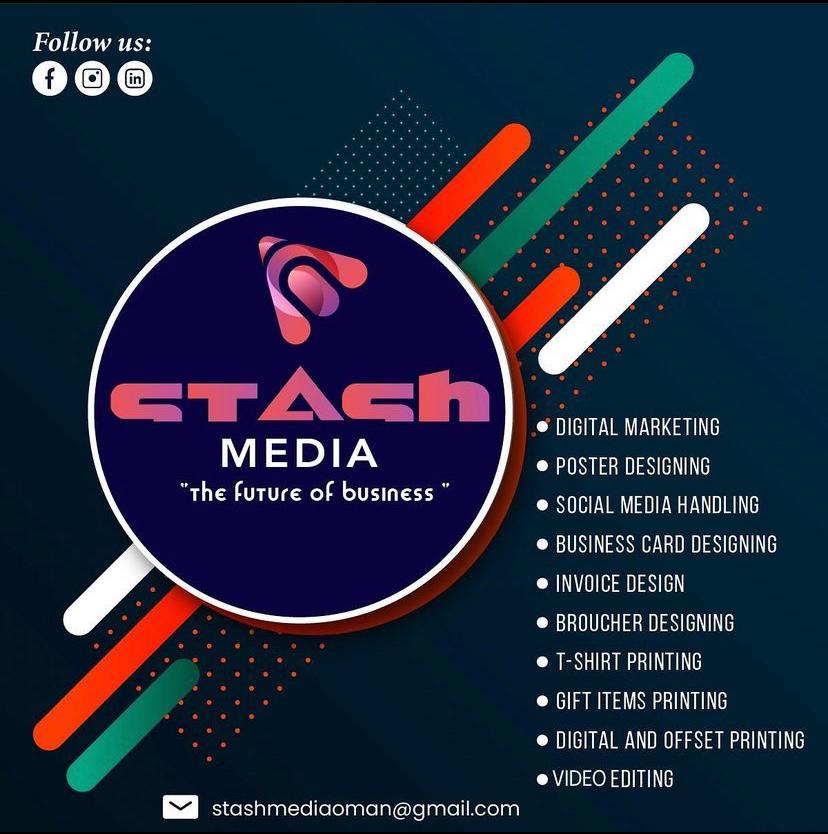 Follow us:
STASH
MEDIA
"The future of business "
DIGITAL MARKETING
POSTER DESIGNING
SOCIAL MEDIA HANDLING
BUSINESS CARD DESIGNING
INVOICE DESIGN
BROUCHER DESIGNING
T-SHIRT PRINTING
GIFT ITEMS PRINTING
DIGITAL AND OFFSET PRINTING
VIDEO EDITING
stashmediaoman@gmail.com